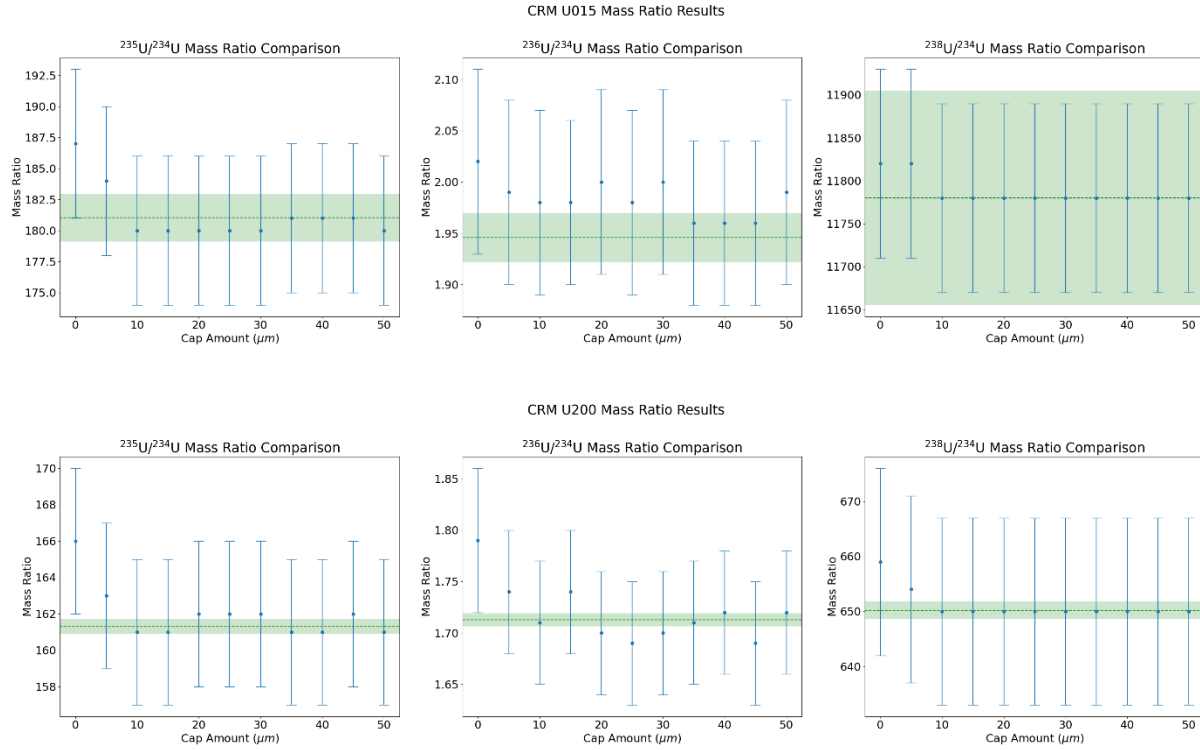 CRM U015 Mass Ratio Results
²³⁵U/²³⁴U Mass Ratio Comparison
Mass Ratio
192.5
190.0
187.5
185.0
182.5
180.0
177.5
175.0
0 10 20 30 40 50
Cap Amount (μm)
²³⁶U/²³⁴U Mass Ratio Comparison
Mass Ratio
2.10
2.05
2.00
1.95
1.90
0 10 20 30 40 50
Cap Amount (μm)
²³⁸U/²³⁴U Mass Ratio Comparison
Mass Ratio
11900
11850
11800
11750
11700
11650
0 10 20 30 40 50
Cap Amount (μm)
CRM U200 Mass Ratio Results
²³⁵U/²³⁴U Mass Ratio Comparison
Mass Ratio
170
168
166
164
162
160
158
0 10 20 30 40 50
Cap Amount (μm)
²³⁶U/²³⁴U Mass Ratio Comparison
Mass Ratio
1.85
1.80
1.75
1.70
1.65
0 10 20 30 40 50
Cap Amount (μm)
²³⁸U/²³⁴U Mass Ratio Comparison
Mass Ratio
670
660
650
640
0 10 20 30 40 50
Cap Amount (μm)